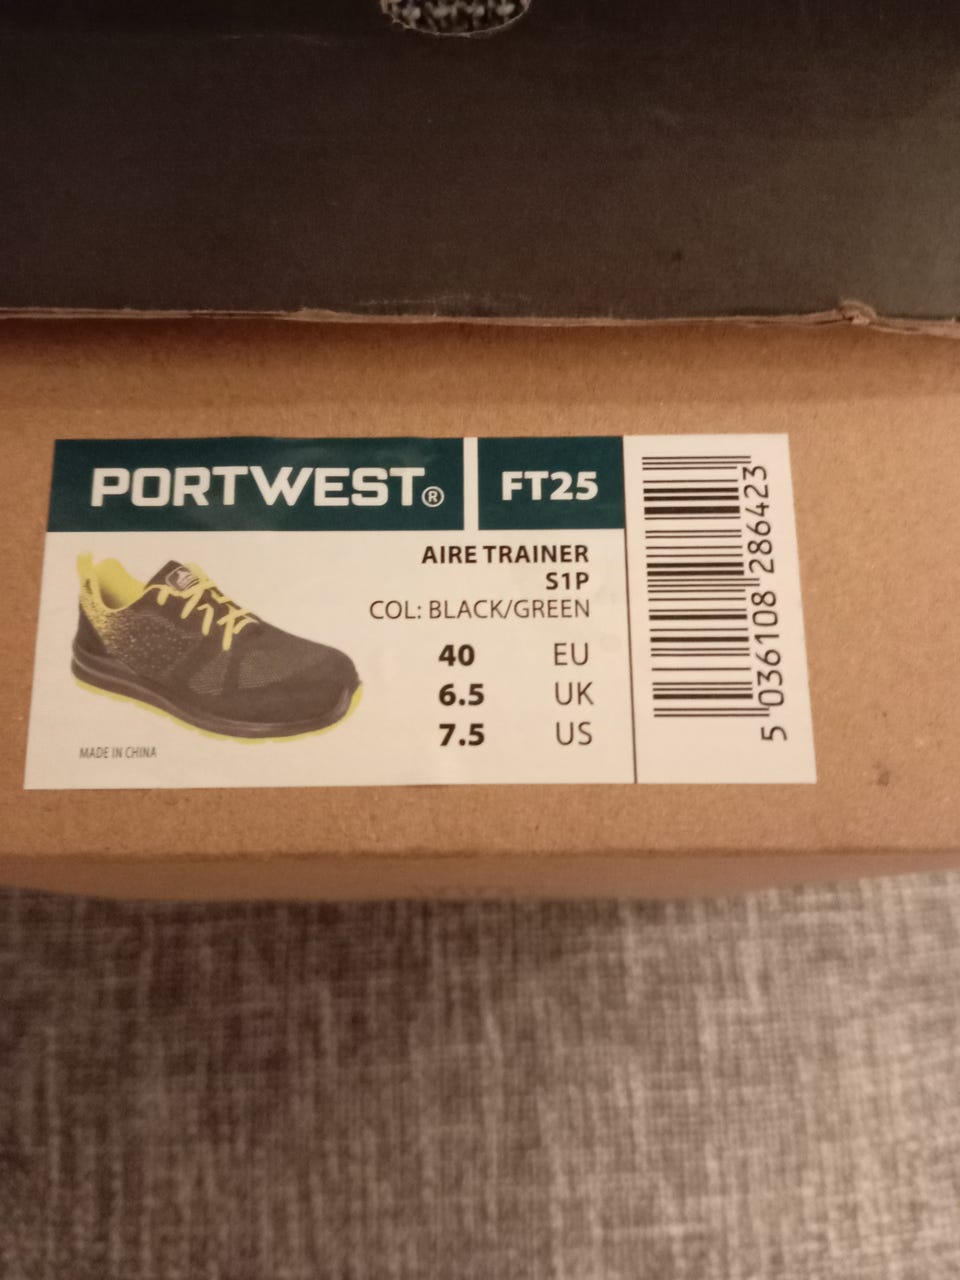 PORTWEST®
FT25
AIRE TRAINER
S1P
COL: BLACK/GREEN
40 EU
6.5 UK
7.5 US
MADE IN CHINA
5 036108 286423